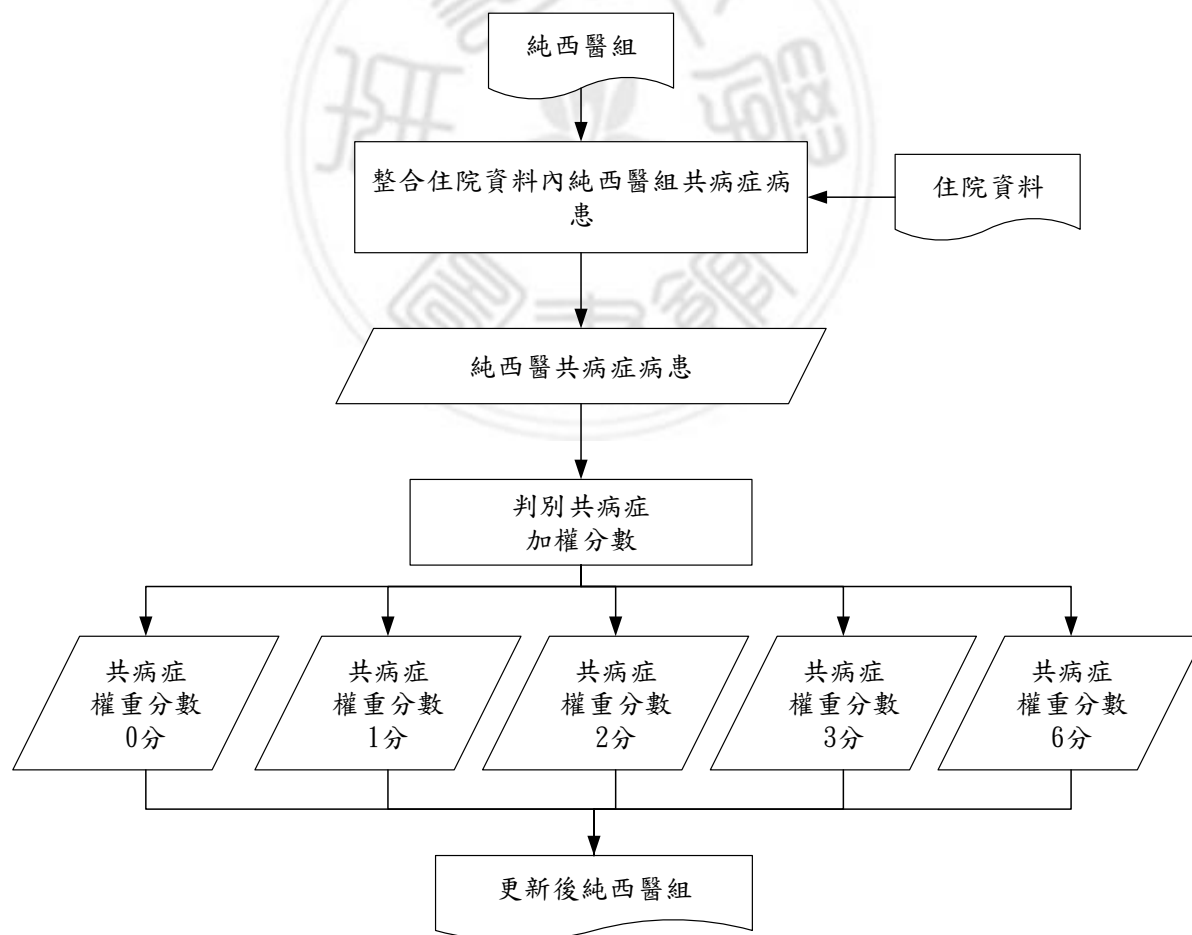 純西醫組
整合住院資料內純西醫組共病症病
患
住院資料
純西醫共病症病患
判別共病症
加權分數
共病症
權重分數
0分
共病症
權重分數
1分
共病症
權重分數
2分
共病症
權重分數
3分
共病症
權重分數
6分
更新後純西醫組